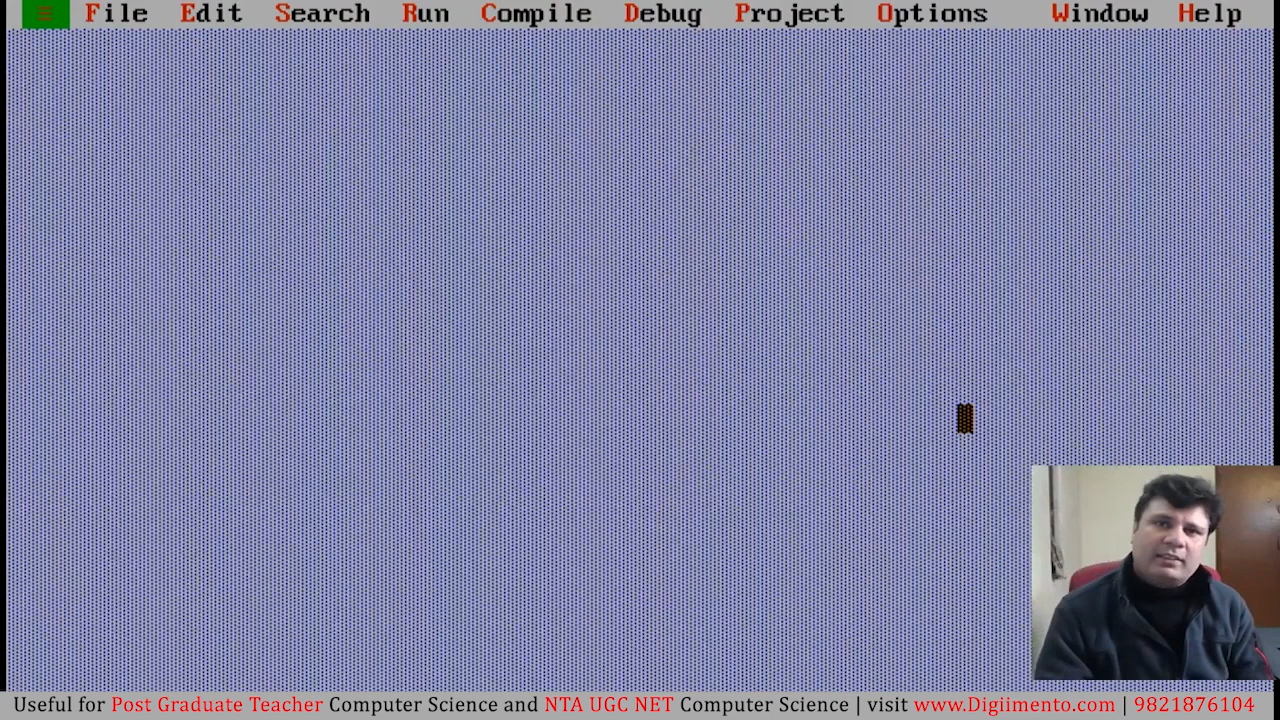 ≡ File Edit Search Run Compile Debug Project Options Window Help
Useful for Post Graduate Teacher Computer Science and NTA UGC NET Computer Science | visit www.Digiimento.com | 9821876104